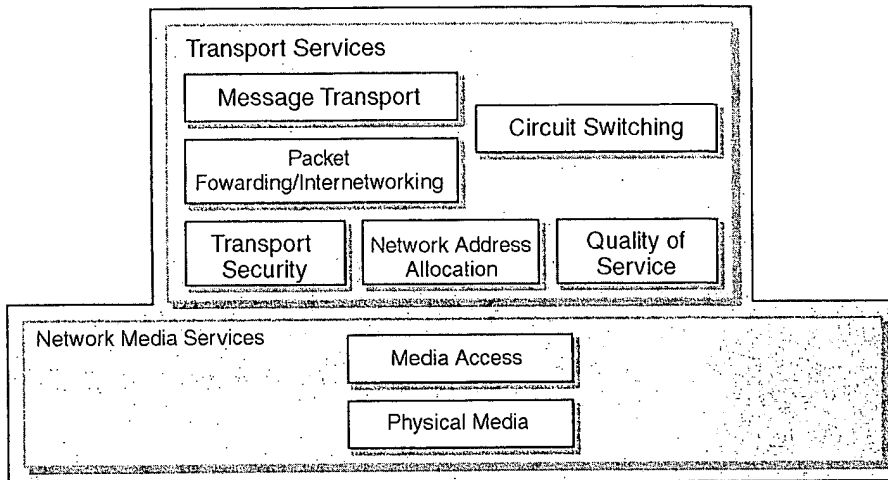 Transport Services
Message Transport
Circuit Switching
Packet
Fowarding/Internetworking
Transport
Security
Network Address
Allocation
Quality of
Service
Network Media Services
Media Access
Physical Media